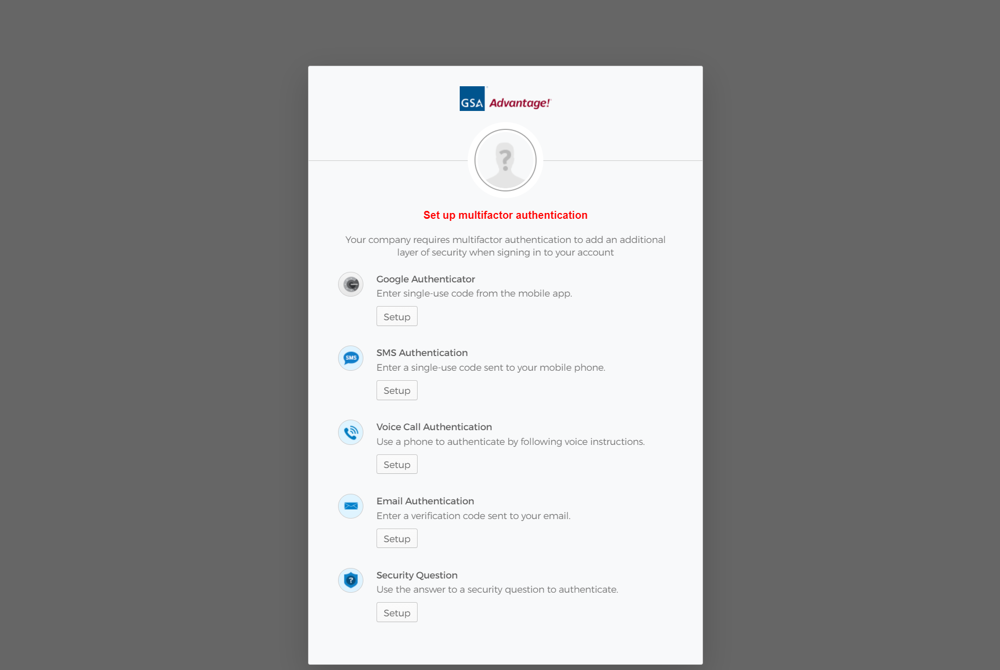 GSA Advantage!
?
Set up multifactor authentication
Your company requires multifactor authentication to add an additional
layer of security when signing in to your account
Google Authenticator
Enter single-use code from the mobile app.
Setup
SMS
SMS Authentication
Enter a single-use code sent to your mobile phone.
Setup
Voice Call Authentication
Use a phone to authenticate by following voice instructions.
Setup
Email Authentication
Enter a verification code sent to your email.
Setup
?
Security Question
Use the answer to a security question to authenticate.
Setup